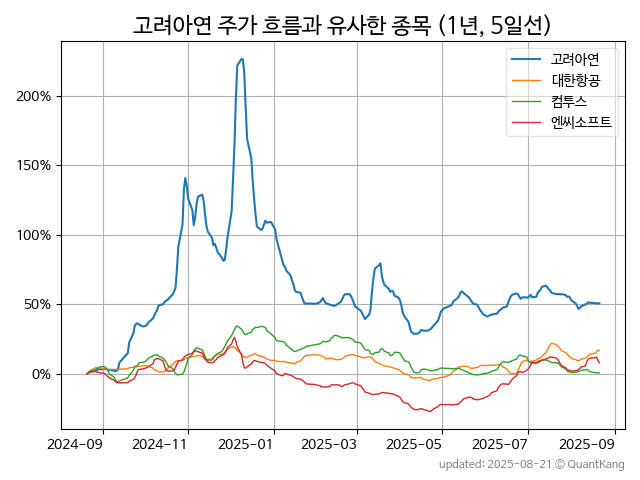 고려아연 주가 흐름과 유사한 종목 (1년, 5일선)
고려아연
대한항공
컴투스
엔씨소프트
200%
150%
100%
50%
0%
2024-09 2024-11 2025-01 2025-03 2025-05 2025-07 2025-09
updated: 2025-08-21 © QuantKang